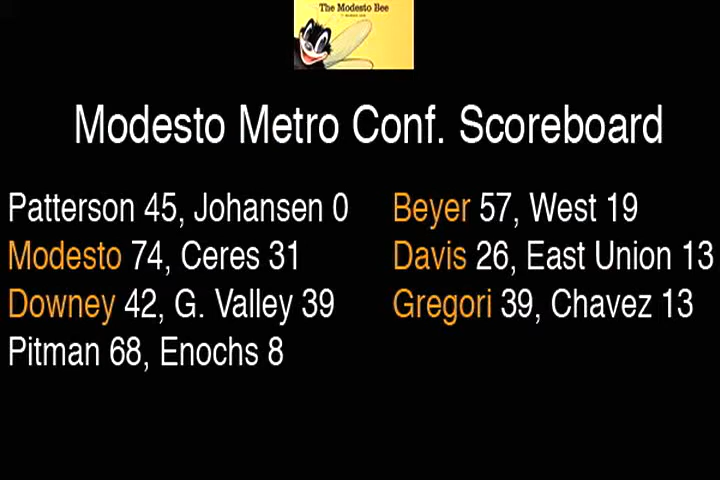 The Modesto Bee
Modesto Metro Conf. Scoreboard
Patterson 45, Johansen 0
Modesto 74, Ceres 31
Downey 42, G. Valley 39
Pitman 68, Enochs 8
Beyer 57, West 19
Davis 26, East Union 13
Gregori 39, Chavez 13